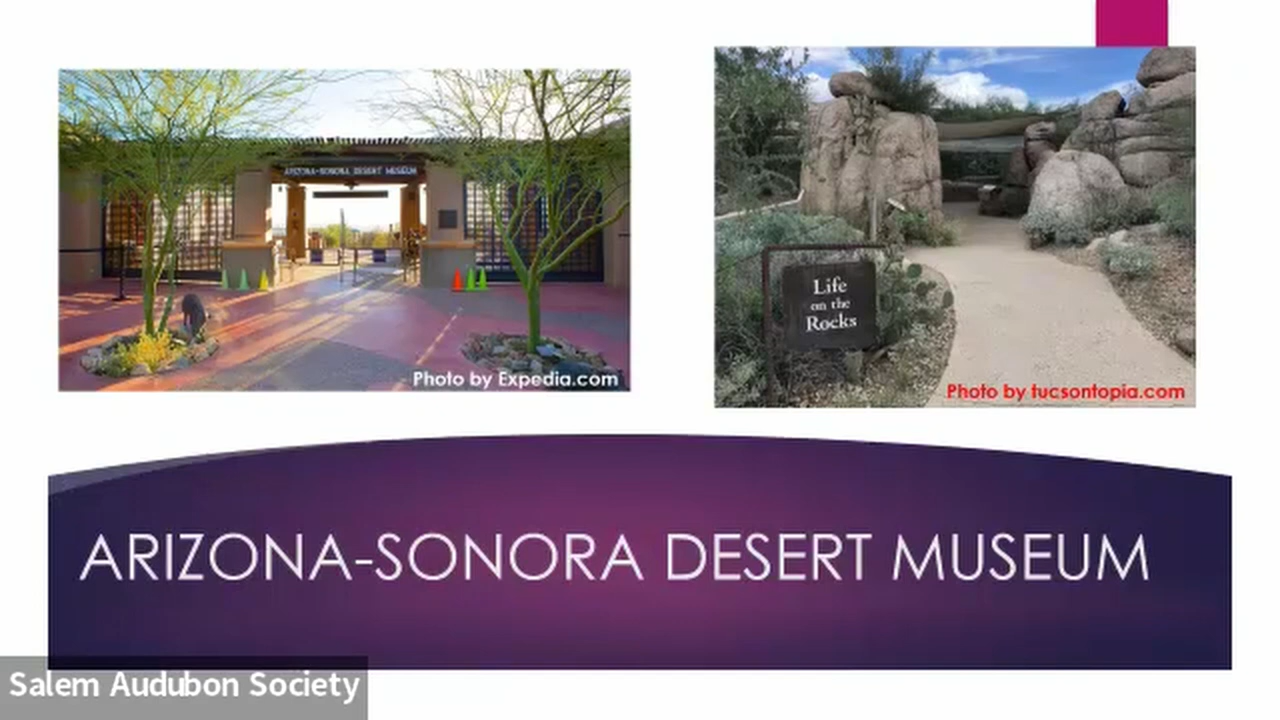 ARIZONA-SONORA DESERT MUSEUM
Photo by Expedia.com
Life
on the
Rocks
Photo by tucsontopia.com
ARIZONA-SONORA DESERT MUSEUM
Salem Audubon Society